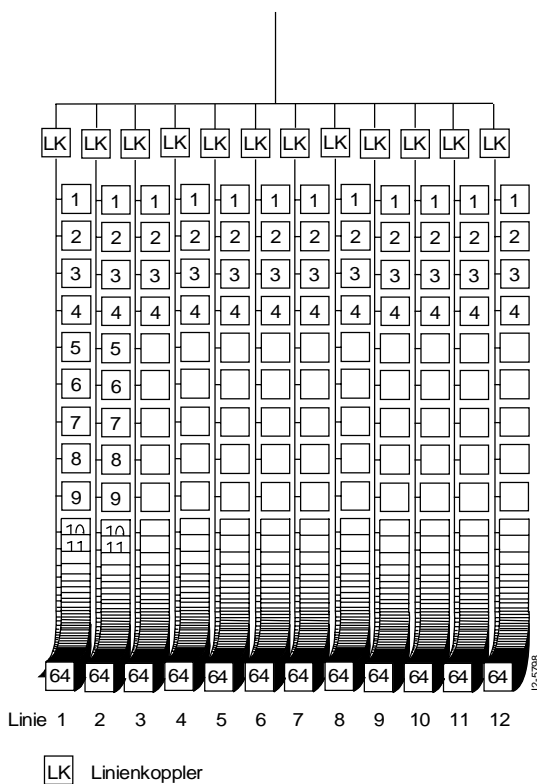 LK LK LK LK LK LK LK LK LK LK LK LK
1 1 1 1 1 1 1 1 1 1 1 1
2 2 2 2 2 2 2 2 2 2 2 2
3 3 3 3 3 3 3 3 3 3 3 3
4 4 4 4 4 4 4 4 4 4 4 4
5 5
6 6
7 7
8 8
9 9
10 10
11 11
64 64 64 64 64 64 64 64 64 64 64 64
12-5798
Linie 1 2 3 4 5 6 7 8 9 10 11 12
LK Linienkoppler